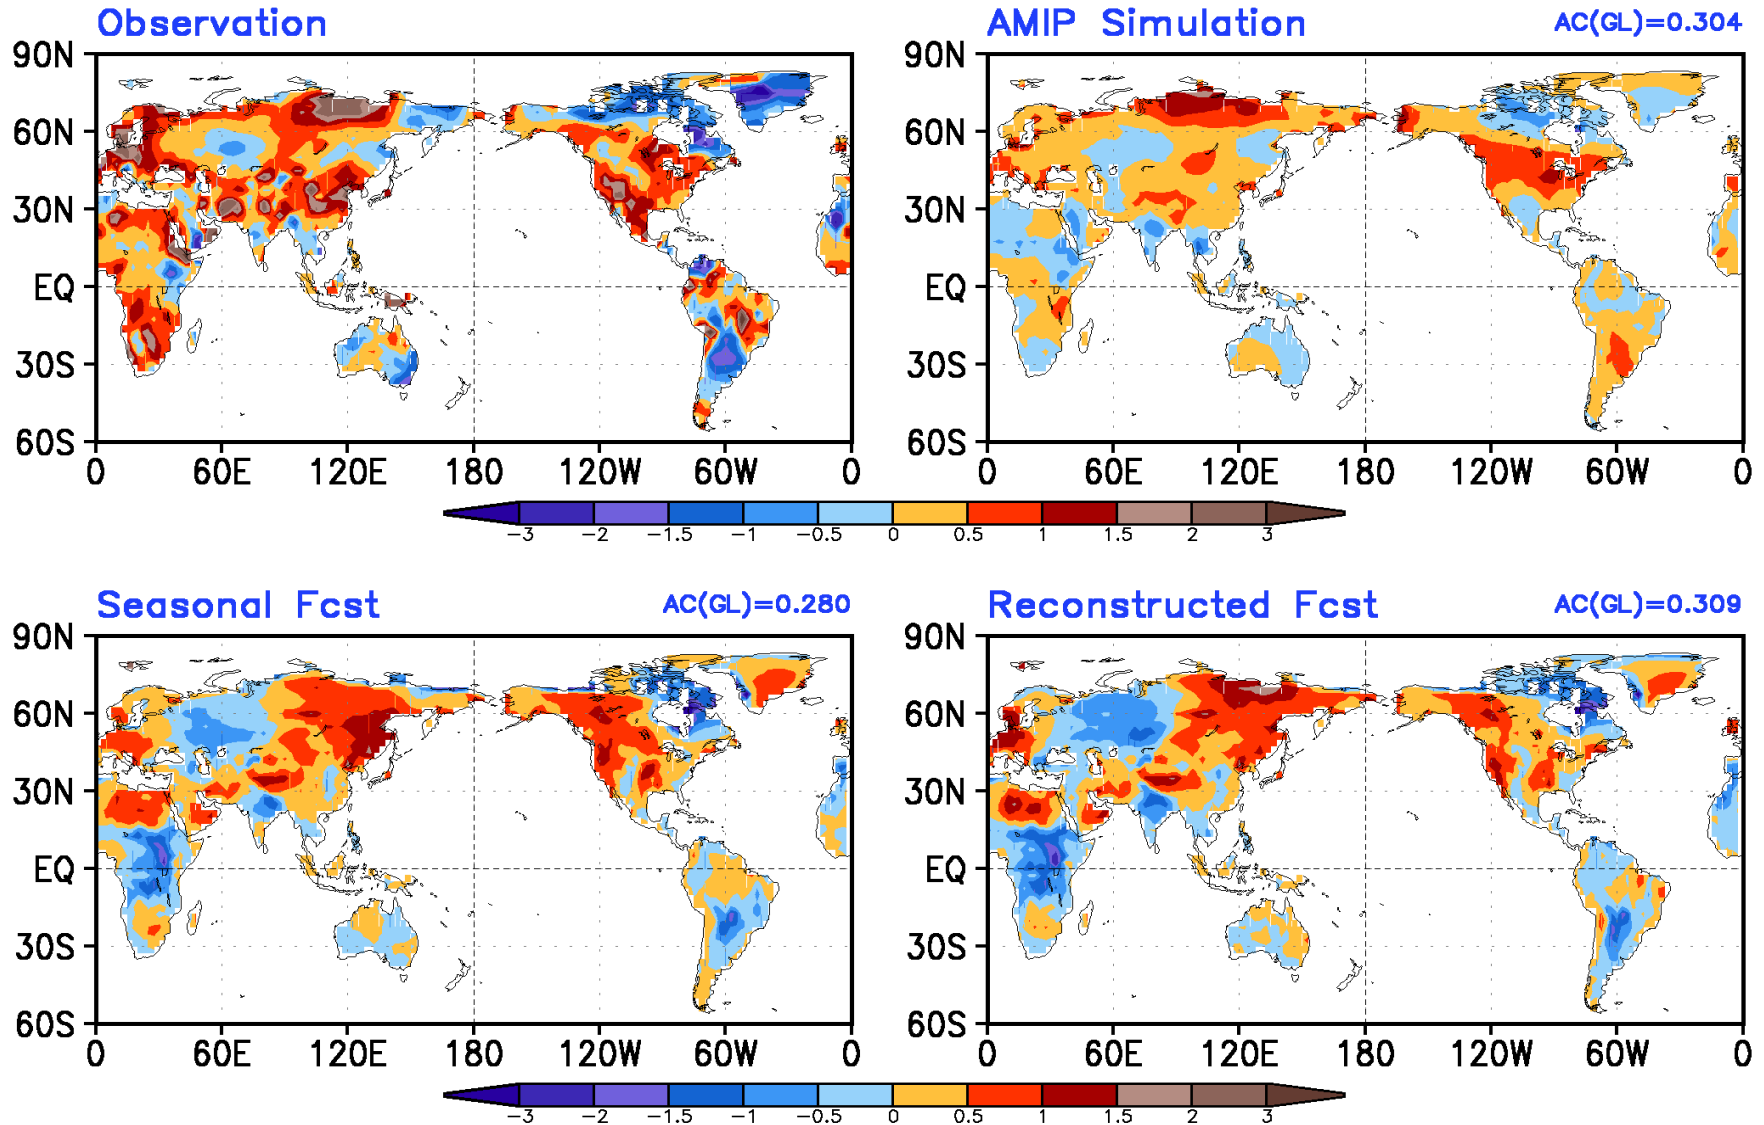 Observation
AMIP Simulation AC(GL)=0.304
90N
60N
30N
EQ
30S
60S
0 60E 120E 180 120W 60W 0
90N
60N
30N
EQ
30S
60S
0 60E 120E 180 120W 60W 0
−3 −2 −1.5 −1 −0.5 0 0.5 1 1.5 2 3
Seasonal Fcst AC(GL)=0.280
Reconstructed Fcst AC(GL)=0.309
90N
60N
30N
EQ
30S
60S
0 60E 120E 180 120W 60W 0
90N
60N
30N
EQ
30S
60S
0 60E 120E 180 120W 60W 0
−3 −2 −1.5 −1 −0.5 0 0.5 1 1.5 2 3